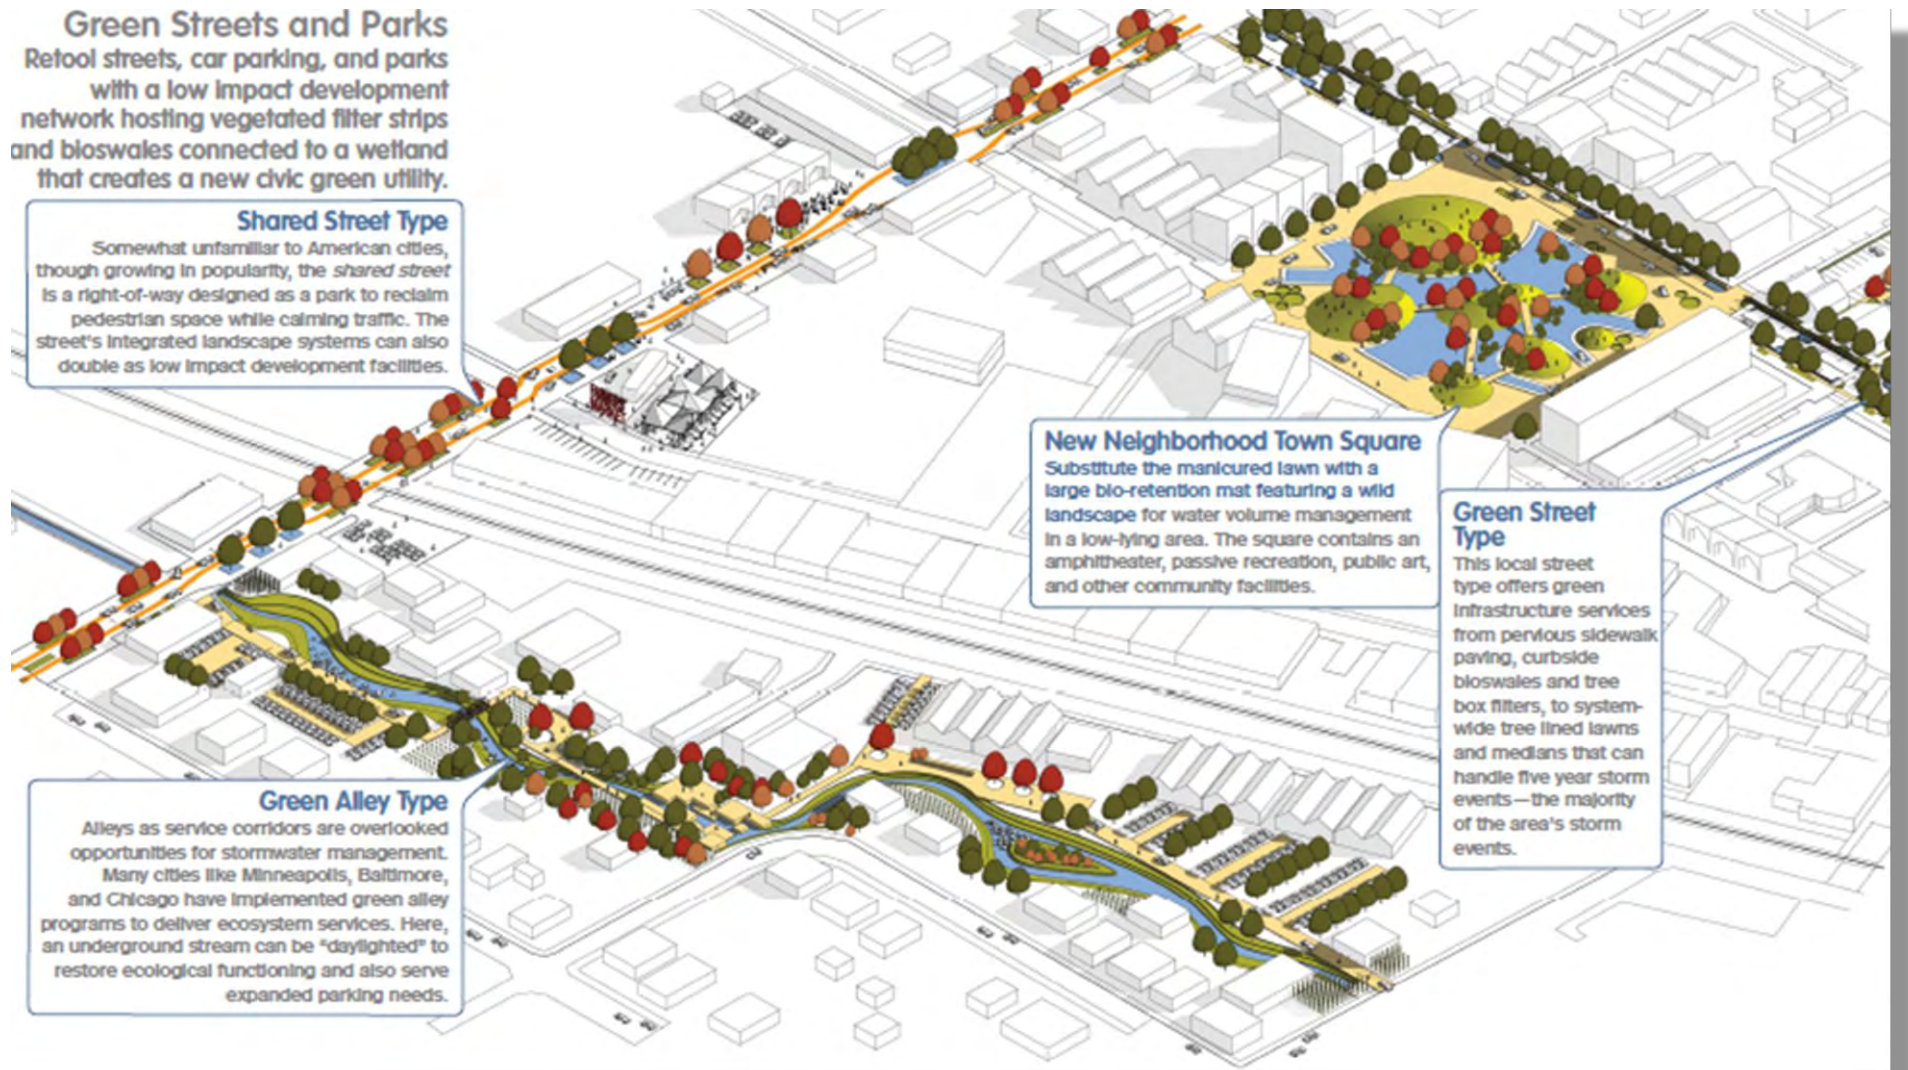 Green Streets and Parks
Retool streets, car parking, and parks
with a low impact development
network hosting vegetated filter strips
and bioswales connected to a wetland
that creates a new civic green utility.
Shared Street Type
Somewhat unfamiliar to American cities,
though growing in popularity, the shared street
is a right-of-way designed as a park to reclaim
pedestrian space while calming traffic. The
street's integrated landscape systems can also
double as low impact development facilities.
New Neighborhood Town Square
Substitute the manicured lawn with a
large bio-retention mat featuring a wild
landscape for water volume management
in a low-lying area. The square contains an
amphitheater, passive recreation, public art,
and other community facilities.
Green Street
Type
This local street
type offers green
infrastructure services
from pervious sidewalk
paving, curbside
bioswales and tree
box filters, to system-
wide tree lined lawns
and medians that can
handle five year storm
events—the majority
of the area's storm
events.
Green Alley Type
Alleys as service corridors are overlooked
opportunities for stormwater management.
Many cities like Minneapolis, Baltimore,
and Chicago have implemented green alley
programs to deliver ecosystem services. Here,
an underground stream can be "daylighted" to
restore ecological functioning and also serve
expanded parking needs.